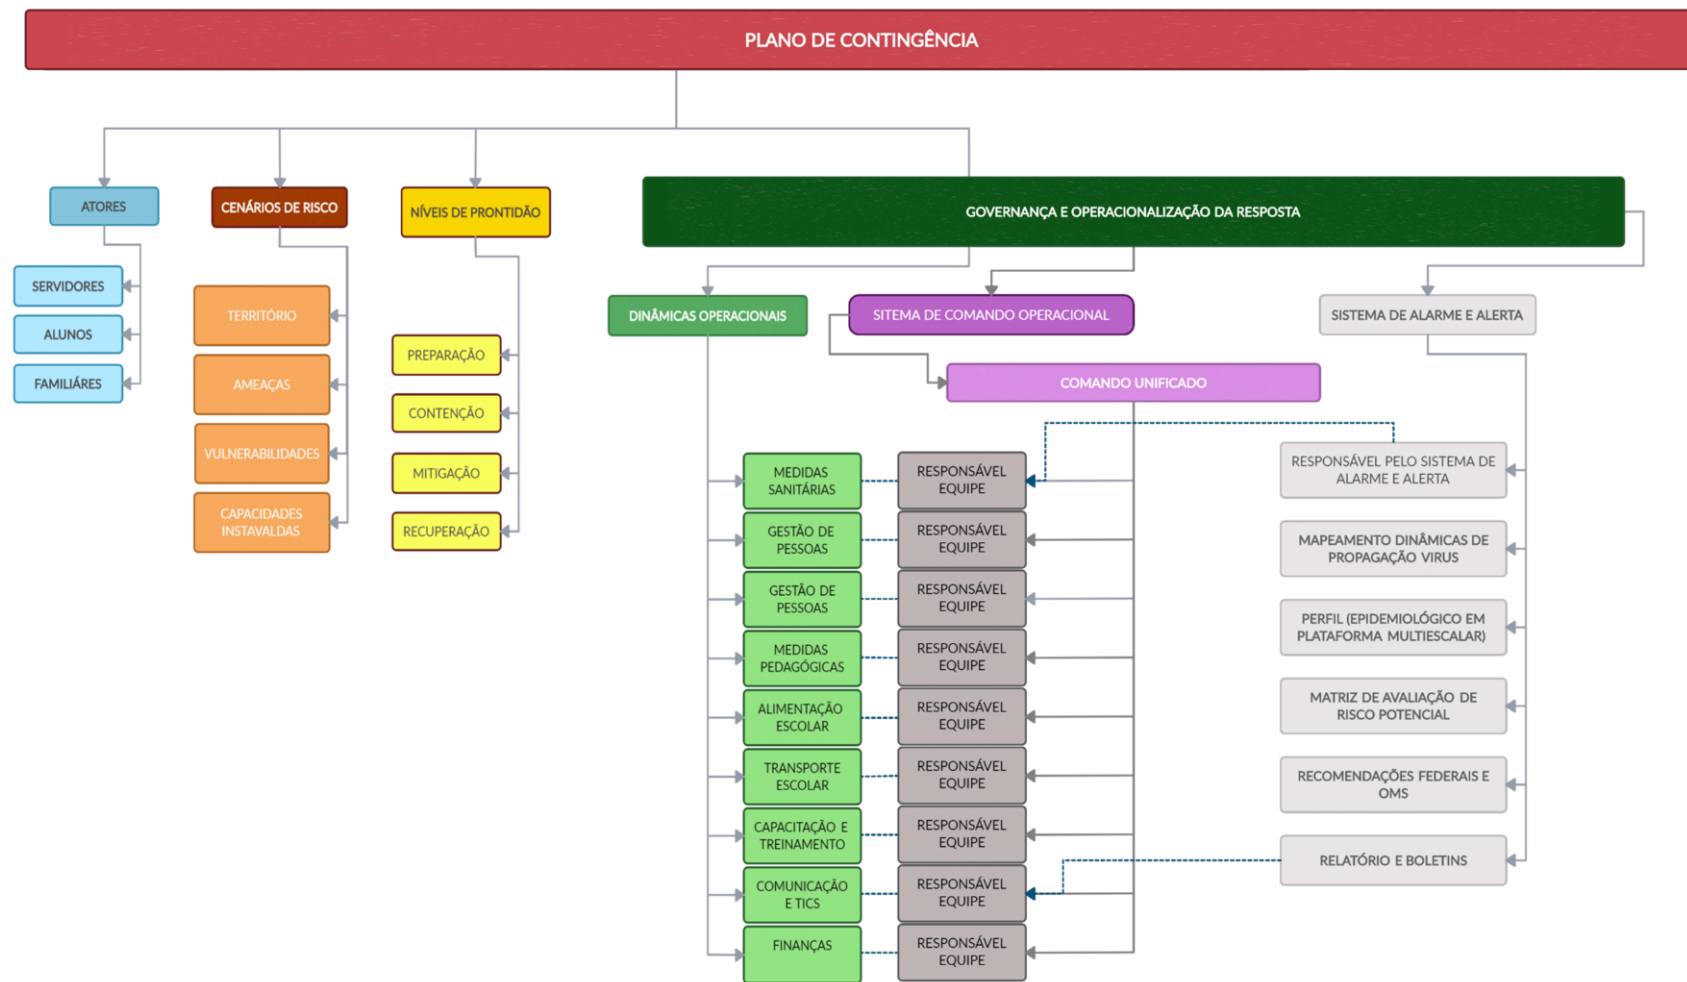 PLANO DE CONTINGÊNCIA
ATORES
SERVIDORES
ALUNOS
FAMILIÁRES
CENÁRIOS DE RISCO
TERRITÓRIO
AMEAÇAS
VULNERABILIDADES
CAPACIDADES
INSTAVALDAS
NÍVEIS DE PRONTIDÃO
PREPARAÇÃO
CONTENÇÃO
MITIGAÇÃO
RECUPERAÇÃO
GOVERNANÇA E OPERACIONALIZAÇÃO DA RESPOSTA
DINÂMICAS OPERACIONAIS
SITEMA DE COMANDO OPERACIONAL
SISTEMA DE ALARME E ALERTA
COMANDO UNIFICADO
MEDIDAS
SANITÁRIAS
RESPONSÁVEL
EQUIPE
GESTÃO DE
PESSOAS
RESPONSÁVEL
EQUIPE
GESTÃO DE
PESSOAS
RESPONSÁVEL
EQUIPE
MEDIDAS
PEDAGÓGICAS
RESPONSÁVEL
EQUIPE
ALIMENTAÇÃO
ESCOLAR
RESPONSÁVEL
EQUIPE
TRANSPORTE
ESCOLAR
RESPONSÁVEL
EQUIPE
CAPACITAÇÃO E
TREINAMENTO
RESPONSÁVEL
EQUIPE
COMUNICAÇÃO
E TICS
RESPONSÁVEL
EQUIPE
FINANÇAS
RESPONSÁVEL
EQUIPE
RESPONSÁVEL PELO SISTEMA DE
ALARME E ALERTA
MAPEAMENTO DINÂMICAS DE
PROPAGAÇÃO VIRUS
PERFIL (EPIDEMIOLÓGICO EM
PLATAFORMA MULTIESCALAR)
MATRIZ DE AVALIAÇÃO DE
RISCO POTENCIAL
RECOMENDAÇÕES FEDERAIS E
OMS
RELATÓRIO E BOLETINS